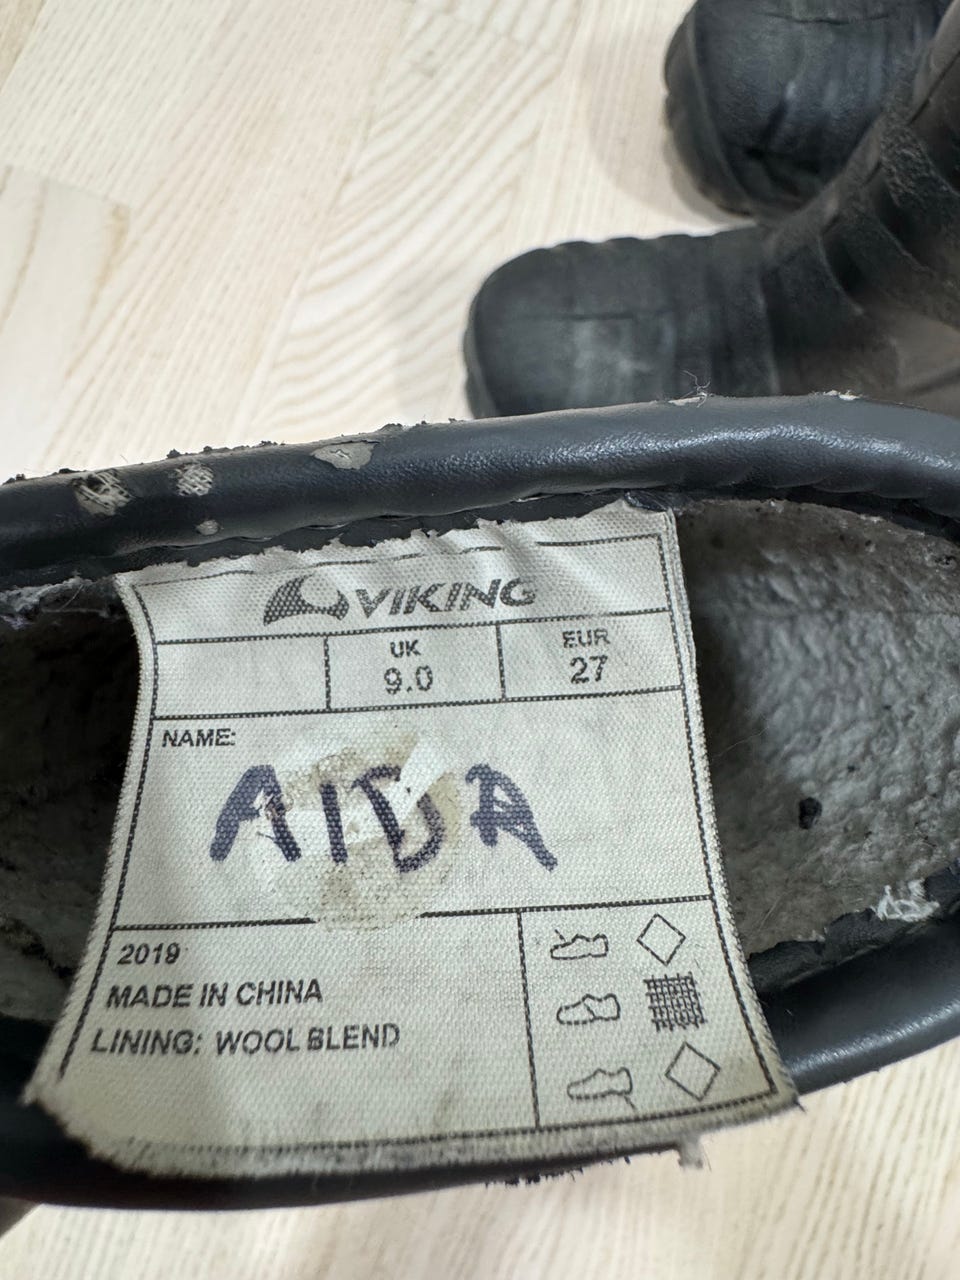 VIKING
UK EUR
9.0 27
NAME:
AIDA
2019
MADE IN CHINA
LINING: WOOL BLEND